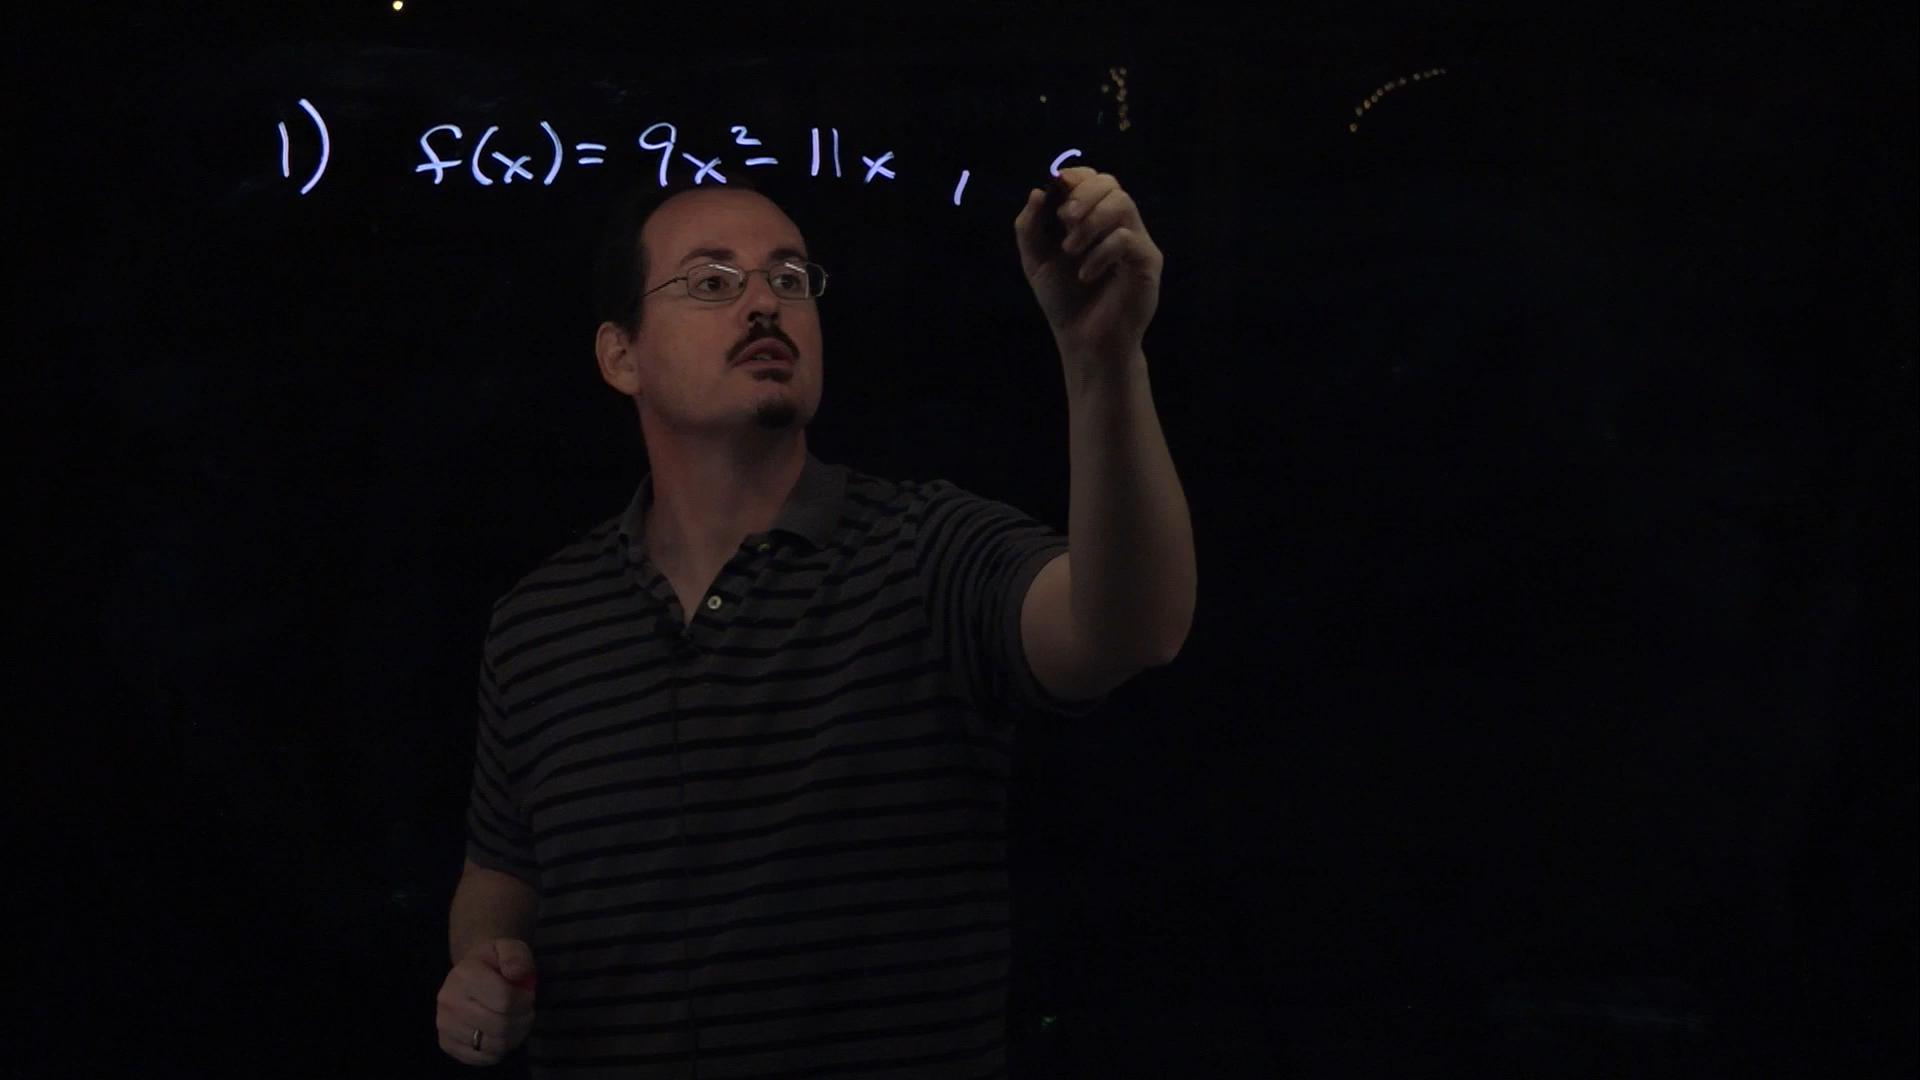 1) f(x) = 9x² - 11x ,